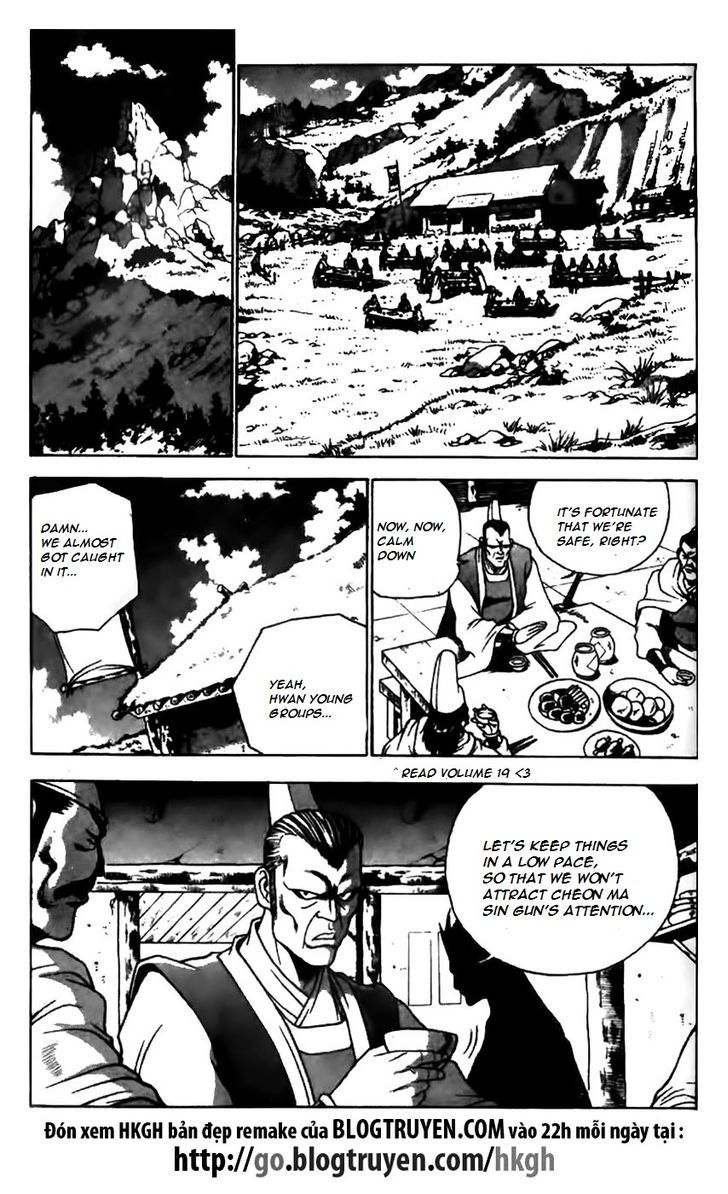 DAMN...
WE ALMOST
GOT CAUGHT
IN IT...
YEAH,
HWAN YOUNG
GROUPS...
NOW, NOW,
CALM
DOWN
IT'S FORTUNATE
THAT WE'RE
SAFE, RIGHT?
^ READ VOLUME 19 <3
LET'S KEEP THINGS
IN A LOW PACE,
SO THAT WE WON'T
ATTRACT CHEON MA
SIN GUN'S ATTENTION...
Đón xem HKGH bản đẹp remake của BLOGTRUYEN.COM vào 22h mỗi ngày tại :
http://go.blogtruyen.com/hkgh